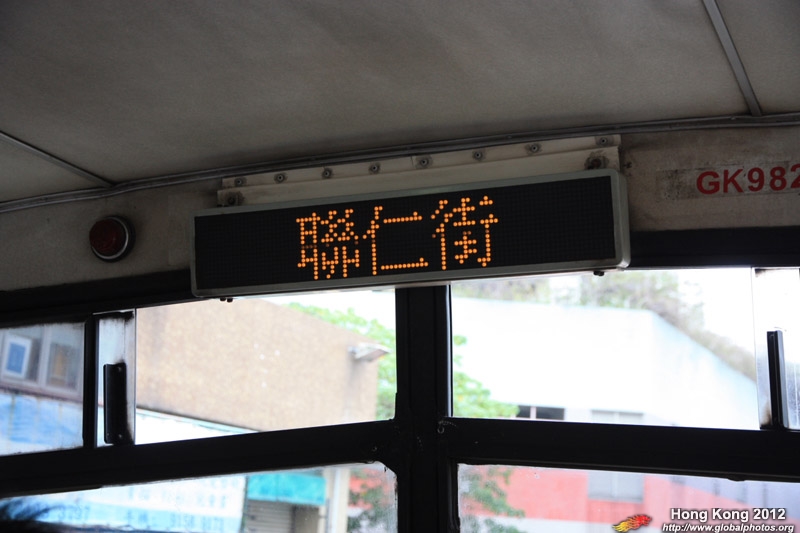 聯仁街
GK982
Hong Kong 2012
http://www.globalphotos.org